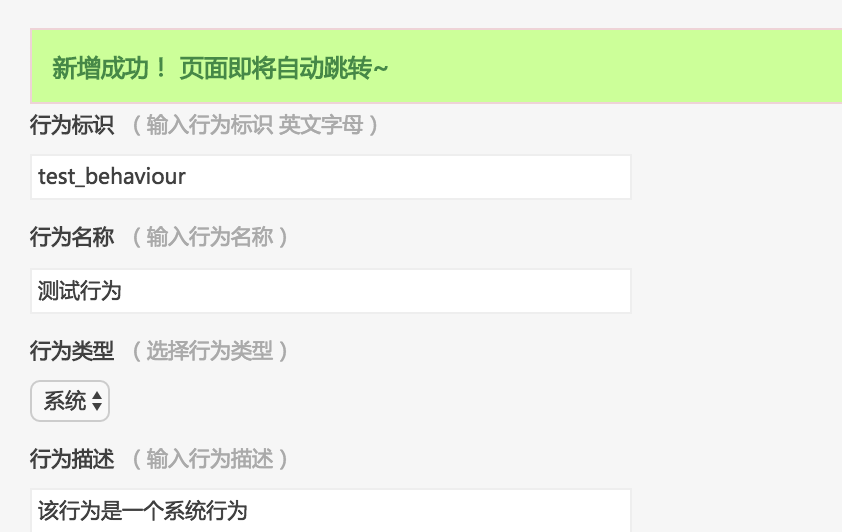 新增成功！ 页面即将自动跳转~
行为标识 （输入行为标识 英文字母）
test_behaviour
行为名称 （输入行为名称）
测试行为
行为类型 （选择行为类型）
系统
行为描述 （输入行为描述）
该行为是一个系统行为